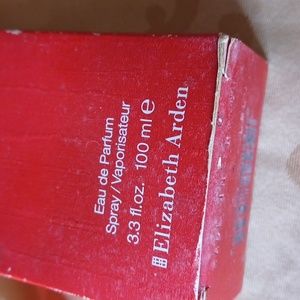 Eau de Parfum
Spray/Vaporisateur
3.3 fl.oz. 100 ml e
Elizabeth Arden